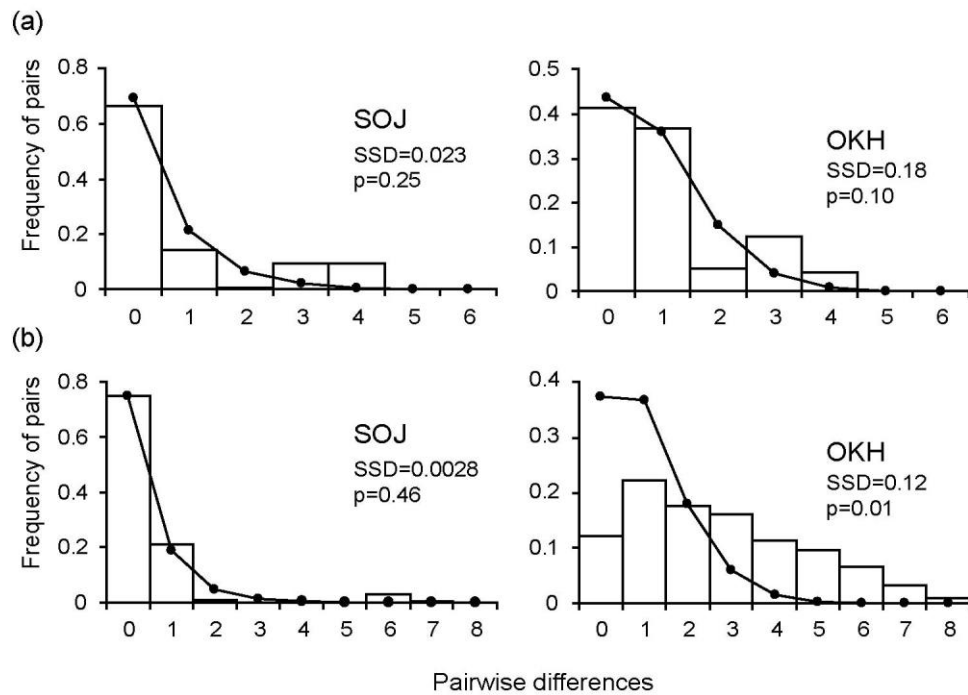 (a)
Frequency of pairs
0.8
0.6
0.4
0.2
0
SOJ
SSD=0.023
p=0.25
0 1 2 3 4 5 6
0.5
0.4
0.3
0.2
0.1
0
OKH
SSD=0.18
p=0.10
0 1 2 3 4 5 6
(b)
Frequency of pairs
0.8
0.6
0.4
0.2
0
SOJ
SSD=0.0028
p=0.46
0 1 2 3 4 5 6 7 8
0.4
0.3
0.2
0.1
0
OKH
SSD=0.12
p=0.01
0 1 2 3 4 5 6 7 8
Pairwise differences